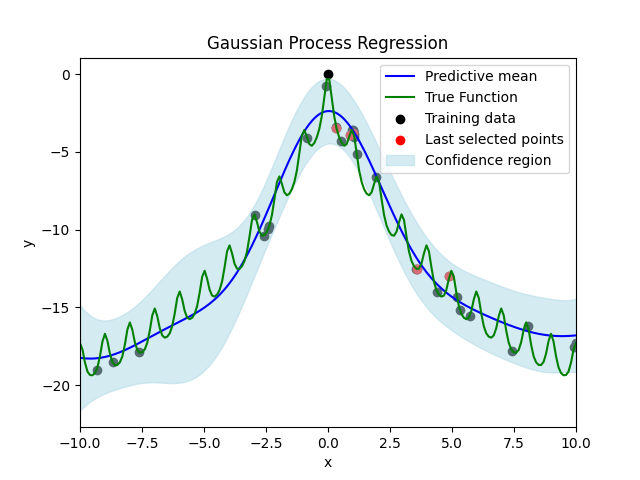 Gaussian Process Regression
Predictive mean
True Function
Training data
Last selected points
Confidence region
y
0
−5
−10
−15
−20
−10.0 −7.5 −5.0 −2.5 0.0 2.5 5.0 7.5 10.0
x